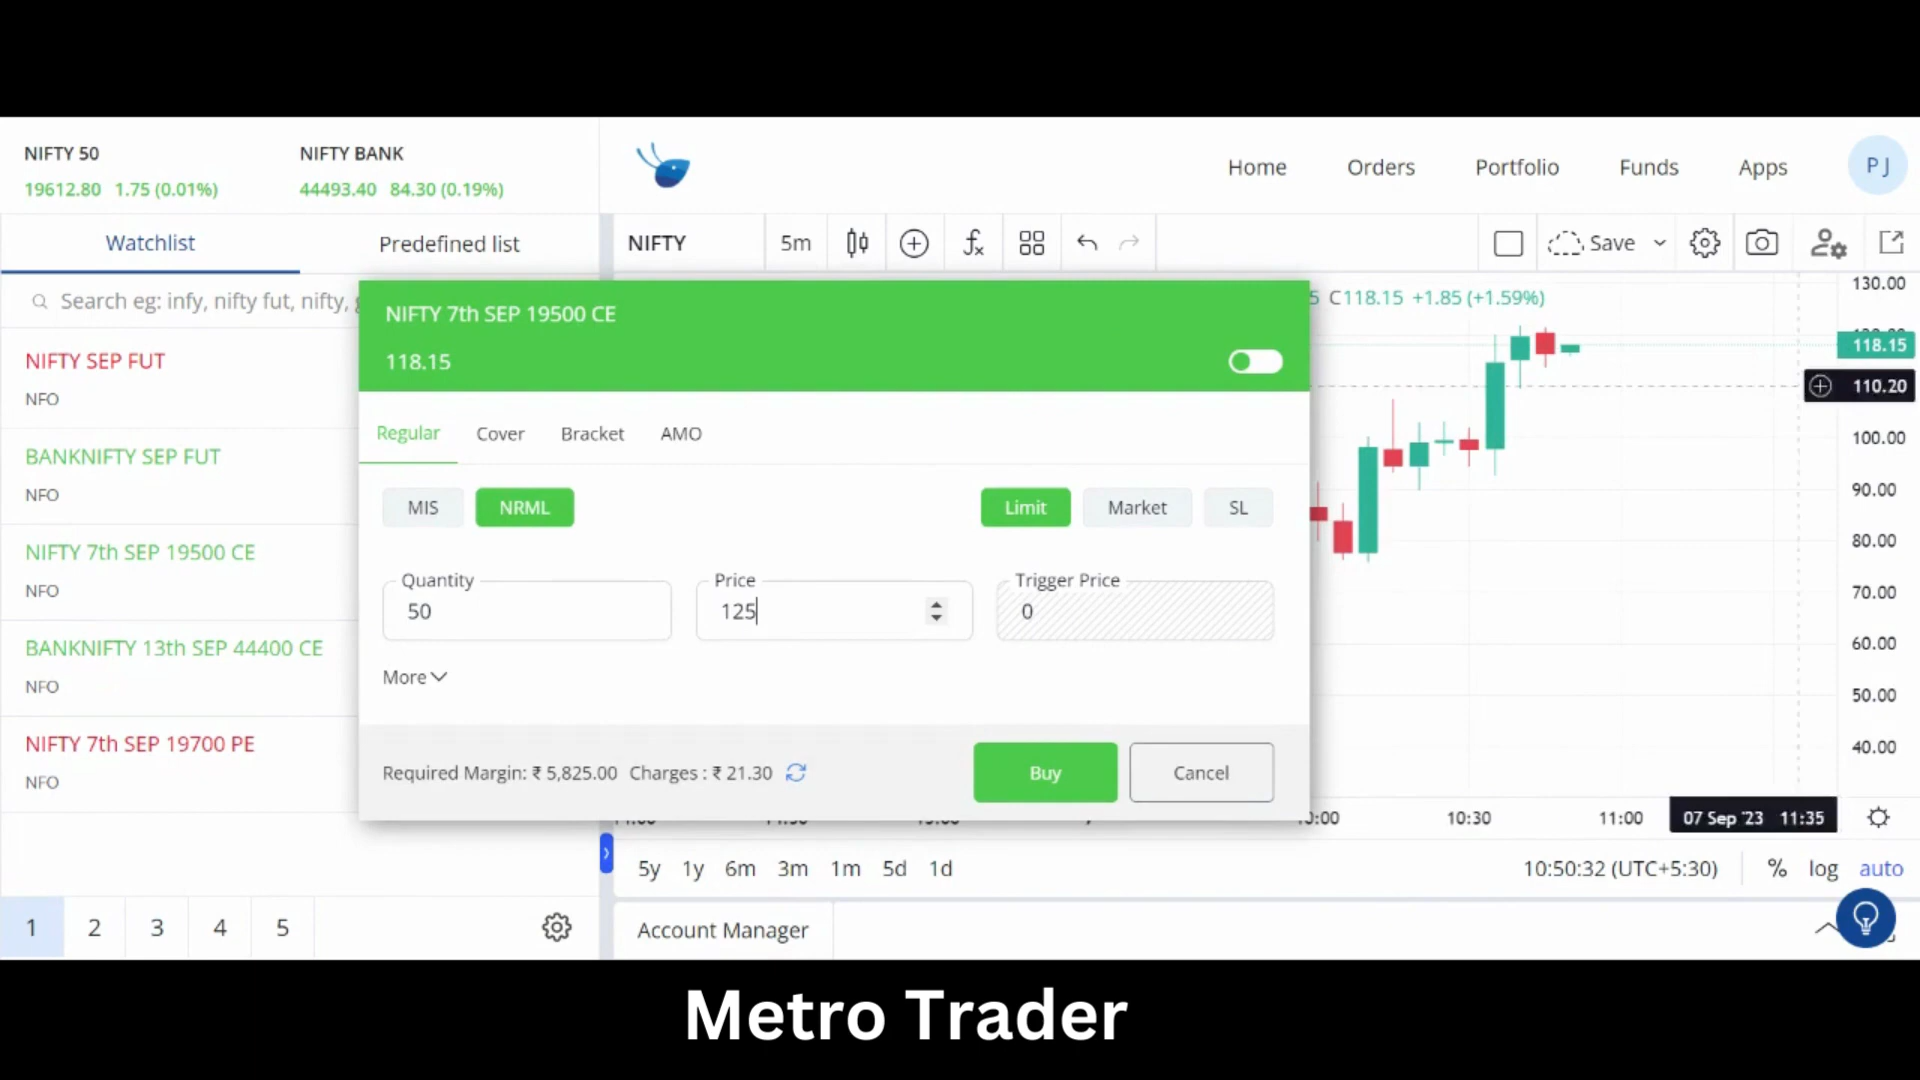 NIFTY 50
19612.80 1.75 (0.01%)
NIFTY BANK
44493.40 84.30 (0.19%)
Home
Orders
Portfolio
Funds
Apps
P J
Watchlist
Predefined list
NIFTY
5m
Save
Search eg: infy, nifty fut, nifty,
NIFTY SEP FUT
NFO
BANKNIFTY SEP FUT
NFO
NIFTY 7th SEP 19500 CE
NFO
BANKNIFTY 13th SEP 44400 CE
NFO
NIFTY 7th SEP 19700 PE
NFO
NIFTY 7th SEP 19500 CE
118.15
Regular
Cover
Bracket
AMO
MIS
NRML
Limit
Market
SL
Quantity
50
Price
125
Trigger Price
0
More
Required Margin: ₹ 5,825.00 Charges : ₹ 21.30
Buy
Cancel
5 C118.15 +1.85 (+1.59%)
130.00
118.15
110.20
100.00
90.00
80.00
70.00
60.00
50.00
40.00
10:30
11:00
07 Sep '23 11:35
5y 1y 6m 3m 1m 5d 1d
10:50:32 (UTC+5:30)
%
log
auto
1
2
3
4
5
Account Manager
Metro Trader